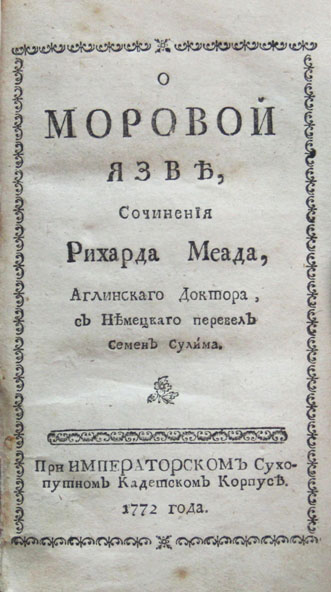 О
МОРОВОЙ
ЯЗВѢ,
Сочиненія
Рихарда Меада,
Аглинскаго Доктора,
съ Нѣмецкаго перевелъ
Семенъ Сулима.
При ИМПЕРАТОРСКОМЪ Сухо-
путномъ Кадетскомъ Корпусѣ.
1772 года.